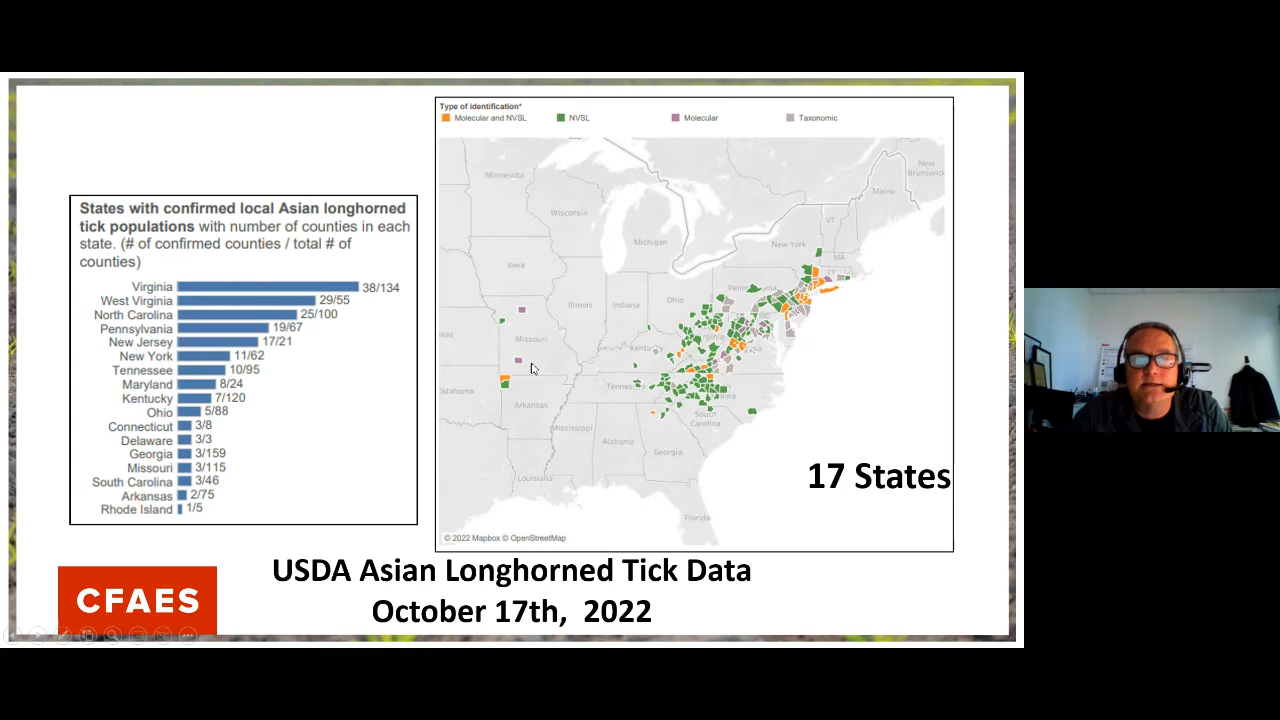 States with confirmed local Asian longhorned
tick populations with number of counties in each
state. (# of confirmed counties / total # of
counties)
Virginia 38/134
West Virginia 29/55
North Carolina 25/100
Pennsylvania 19/67
New Jersey 17/21
New York 11/62
Tennessee 10/95
Maryland 8/24
Kentucky 7/120
Ohio 5/88
Connecticut 3/8
Delaware 3/3
Georgia 3/159
Missouri 3/115
South Carolina 3/46
Arkansas 2/75
Rhode Island 1/5
Type of identification*
Molecular and NVSL NVSL Molecular Taxonomic
Minnesota
Wisconsin
Michigan
Iowa
Illinois
Indiana
Ohio
New York
VT
Maine
New
Brunswick
MA
CT
Missouri
Oklahoma
Arkansas
Mississippi
Alabama
Georgia
South
Carolina
Louisiana
Florida
© 2022 Mapbox © OpenStreetMap
17 States
USDA Asian Longhorned Tick Data
October 17th, 2022
CFAES